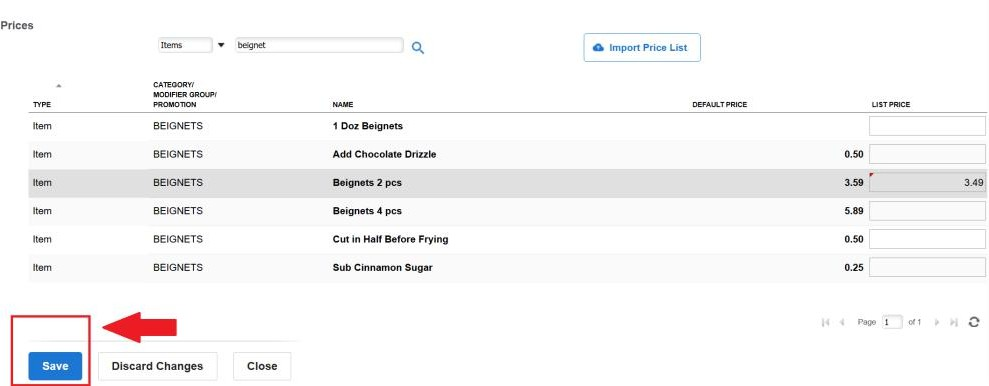 Prices
Items beignet Import Price List
CATEGORY/
MODIFIER GROUP/
TYPE PROMOTION NAME DEFAULT PRICE LIST PRICE
Item BEIGNETS 1 Doz Beignets
Item BEIGNETS Add Chocolate Drizzle 0.50
Item BEIGNETS Beignets 2 pcs 3.59 3.49
Item BEIGNETS Beignets 4 pcs 5.89
Item BEIGNETS Cut in Half Before Frying 0.50
Item BEIGNETS Sub Cinnamon Sugar 0.25
Page 1 of 1
Save Discard Changes Close